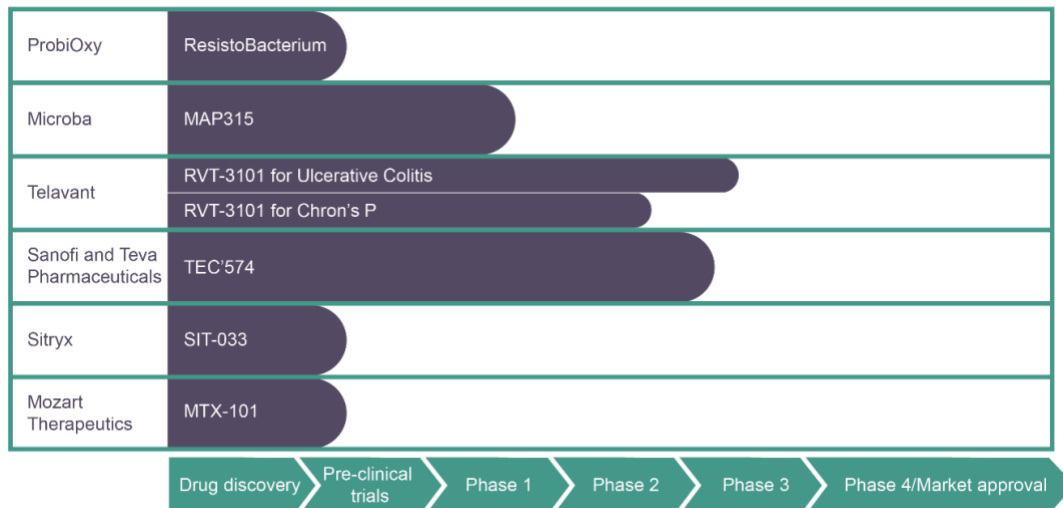 ProbiOxy
ResistoBacterium
Microba
MAP315
Telavant
RVT-3101 for Ulcerative Colitis
RVT-3101 for Chron's P
Sanofi and Teva
Pharmaceuticals
TEC'574
Sitryx
SIT-033
Mozart
Therapeutics
MTX-101
Drug discovery
Pre-clinical
trials
Phase 1
Phase 2
Phase 3
Phase 4/Market approval